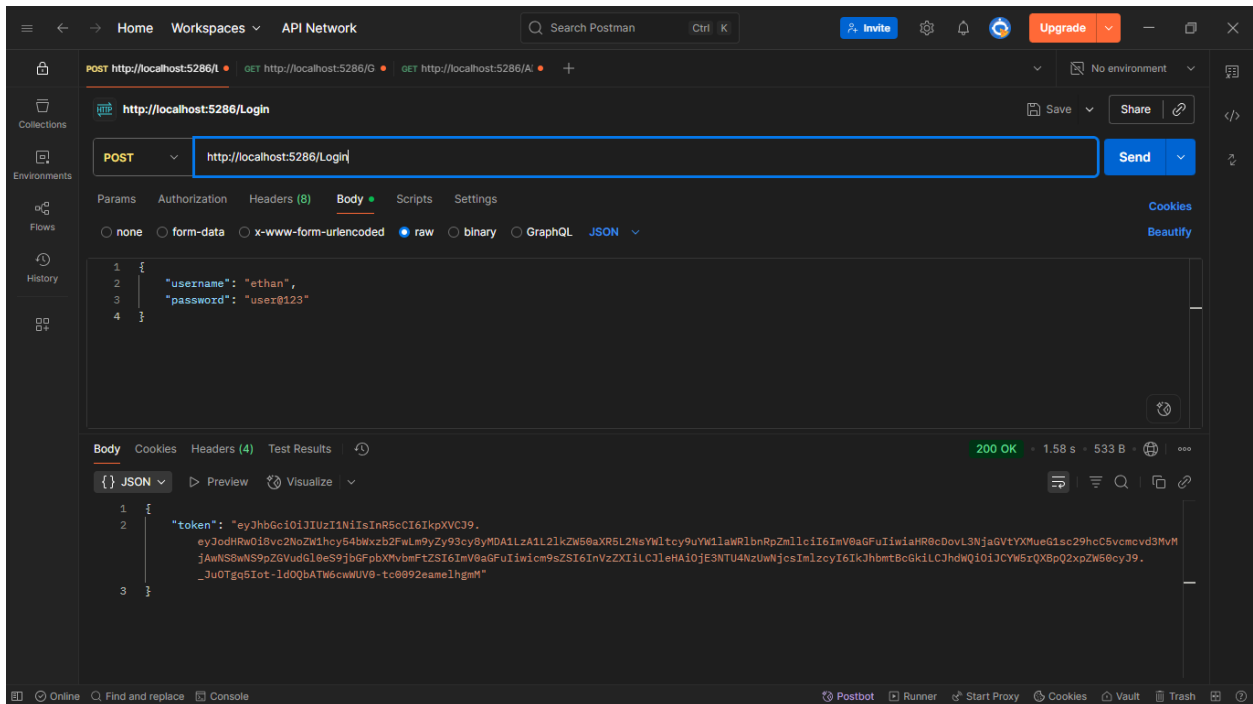 Home Workspaces API Network Search Postman Ctrl K Invite Upgrade
POST http://localhost:5286/L GET http://localhost:5286/G GET http://localhost:5286/A No environment
HTTP http://localhost:5286/Login Save Share
Collections
POST http://localhost:5286/Login Send
Environments
Params Authorization Headers (8) Body Scripts Settings Cookies
Flows
none form-data x-www-form-urlencoded raw binary GraphQL JSON Beautify
History
1 {
2 "username": "ethan",
3 "password": "user@123"
4 }
Body Cookies Headers (4) Test Results 200 OK 1.58 s 533 B
{} JSON Preview Visualize
1 {
2 "token": "eyJhbGciOiJIUzI1NiIsInR5cCI6IkpXVCJ9.
eyJodHRwOi8vc2NoZW1hcy54bWxzb2FwLm9yZy93cy8yMDA1LzA1L2lkZW50aXR5L2NsYWltcy9uYW1laWRlbnRpZmllciI6ImV0aGFuIiwiaHR0cDovL3NjaGVtYXMueG1sc29hcC5vcmcvd3MvM
jAwNS8wNS9pZGVudGl0eS9jbGFpbXMvbmFtZSI6ImV0aGFuIiwicm9sZSI6InVzZXIiLCJleHAiOjE3NTU4NzUwNjcsImlzcyI6IkJhbmtBcGkiLCJhdWQiOiJCYW5rQXBpQ2xpZW50cyJ9.
_JuOTgq5Iot-ldOQbATW6cwWUV0-tc0092eamelhgmM"
3 }
Online Find and replace Console Postbot Runner Start Proxy Cookies Vault Trash